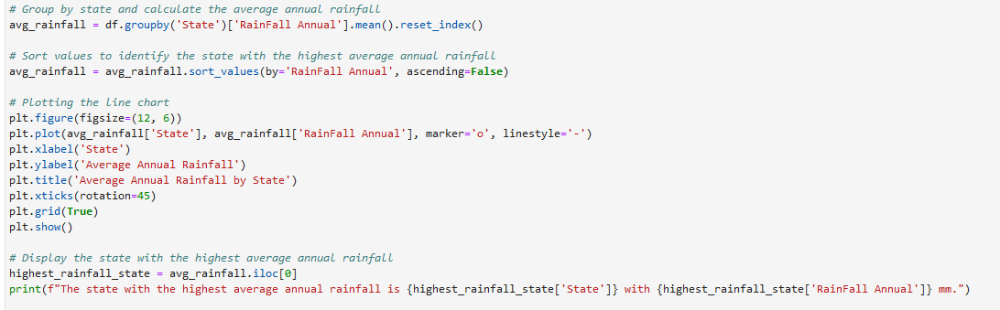 # Group by state and calculate the average annual rainfall
avg_rainfall = df.groupby('State')['RainFall Annual'].mean().reset_index()
# Sort values to identify the state with the highest average annual rainfall
avg_rainfall = avg_rainfall.sort_values(by='RainFall Annual', ascending=False)
# Plotting the line chart
plt.figure(figsize=(12, 6))
plt.plot(avg_rainfall['State'], avg_rainfall['RainFall Annual'], marker='o', linestyle='-')
plt.xlabel('State')
plt.ylabel('Average Annual Rainfall')
plt.title('Average Annual Rainfall by State')
plt.xticks(rotation=45)
plt.grid(True)
plt.show()
# Display the state with the highest average annual rainfall
highest_rainfall_state = avg_rainfall.iloc[0]
print(f"The state with the highest average annual rainfall is {highest_rainfall_state['State']} with {highest_rainfall_state['RainFall Annual']} mm.")